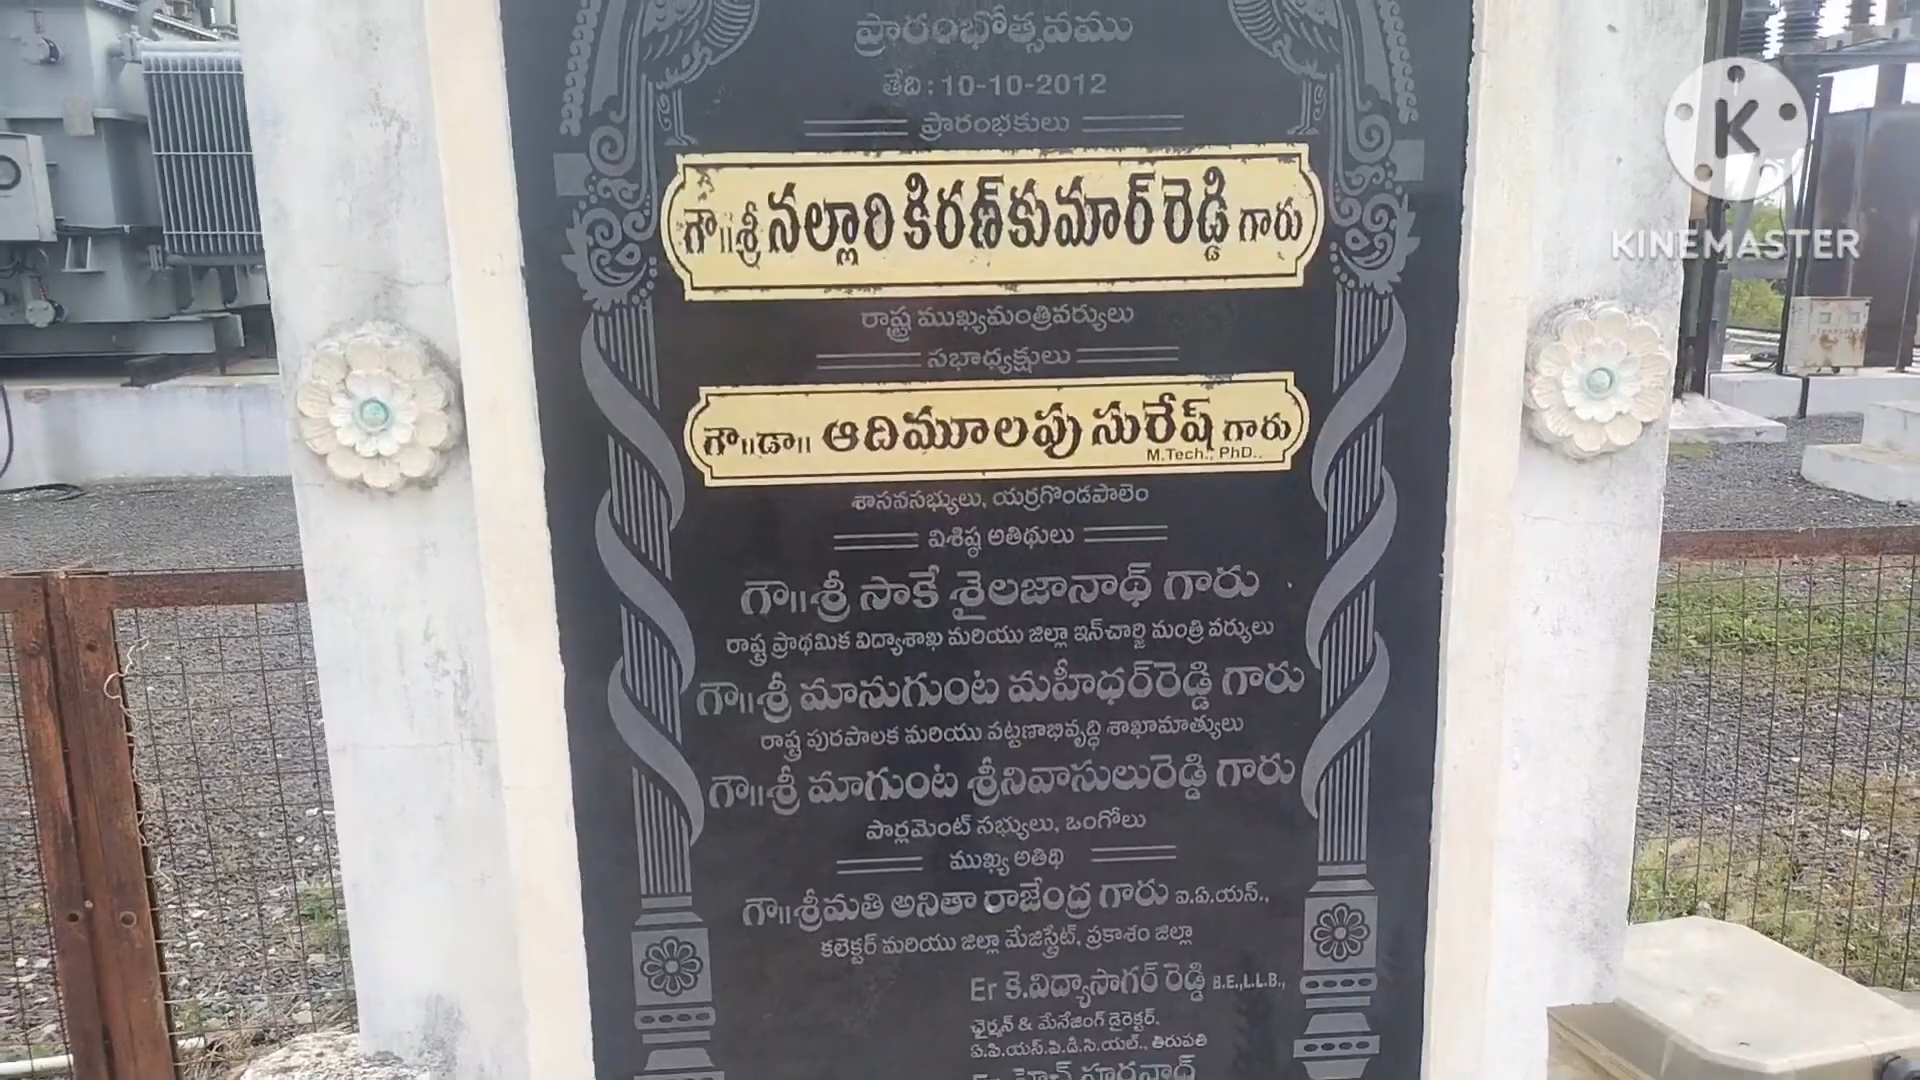 ప్రారంభోత్సవము
తేది : 10-10-2012
ప్రారంభకులు
గౌ॥శ్రీ నల్లారి కిరణ్ కుమార్ రెడ్డి గారు
రాష్ట్ర ముఖ్యమంత్రివర్యులు
సభాధ్యక్షులు
గౌ॥డా॥ ఆదిమూలపు సురేష్ గారు
M.Tech., PhD.,
శాసవసభ్యులు, యర్రగొండపాలెం
విశిష్ఠ అతిథులు
గౌ॥శ్రీ సాకే శైలజానాథ్ గారు
రాష్ట్ర ప్రాథమిక విద్యాశాఖ మరియు జిల్లా ఇన్‌చార్జి మంత్రి వర్యులు
గౌ॥శ్రీ మానుగుంట మహీధర్‌రెడ్డి గారు
రాష్ట్ర పురపాలక మరియు పట్టణాభివృద్ధి శాఖామాత్యులు
గౌ॥శ్రీ మాగుంట శ్రీనివాసులురెడ్డి గారు
పార్లమెంట్ సభ్యులు, ఒంగోలు
ముఖ్య అతిథి
గౌ॥శ్రీమతి అనితా రాజేంద్ర గారు ఐ.ఏ.యస్.,
కలెక్టర్ మరియు జిల్లా మేజిస్ట్రేట్, ప్రకాశం జిల్లా
Er కె.విద్యాసాగర్ రెడ్డి B.E.,L.L.B.,
ఛైర్మన్ & మేనేజింగ్ డైరెక్టర్,
ఏ.పి.యస్.పి.డి.సి.యల్., తిరుపతి
K
KINEMASTER